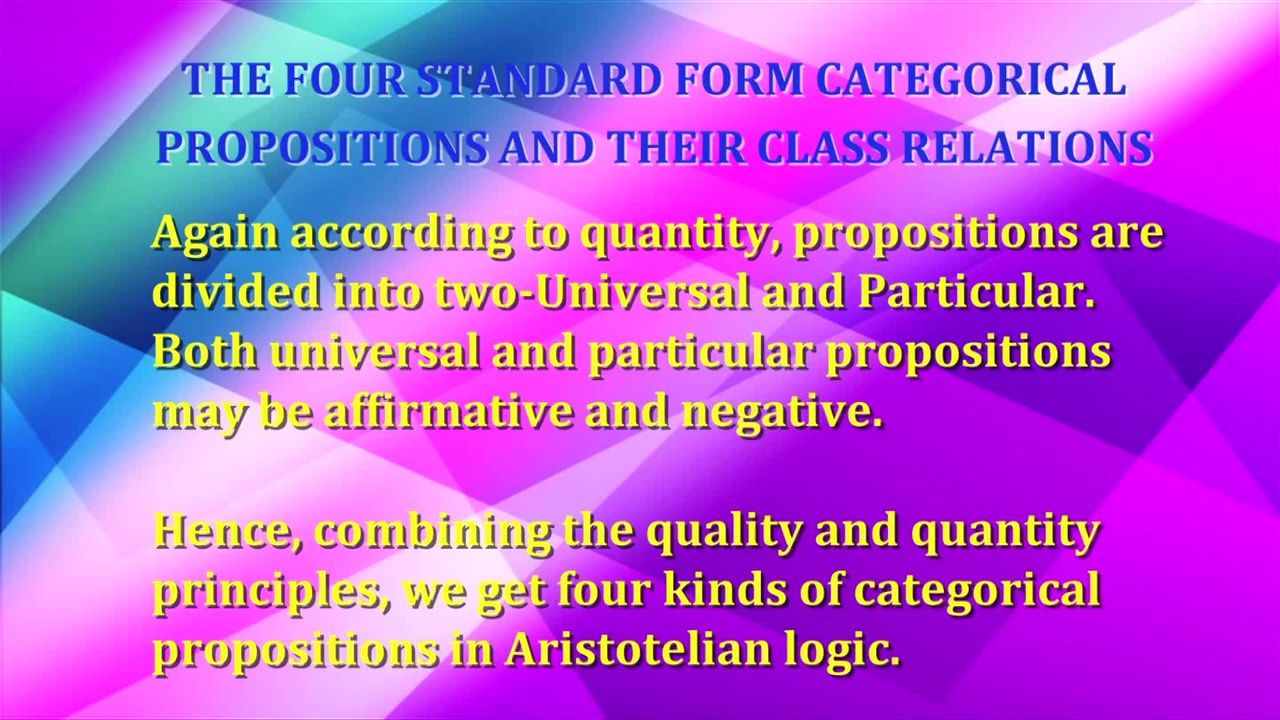 THE FOUR STANDARD FORM CATEGORICAL
PROPOSITIONS AND THEIR CLASS RELATIONS
Again according to quantity, propositions are
divided into two-Universal and Particular.
Both universal and particular propositions
may be affirmative and negative.
Hence, combining the quality and quantity
principles, we get four kinds of categorical
propositions in Aristotelian logic.